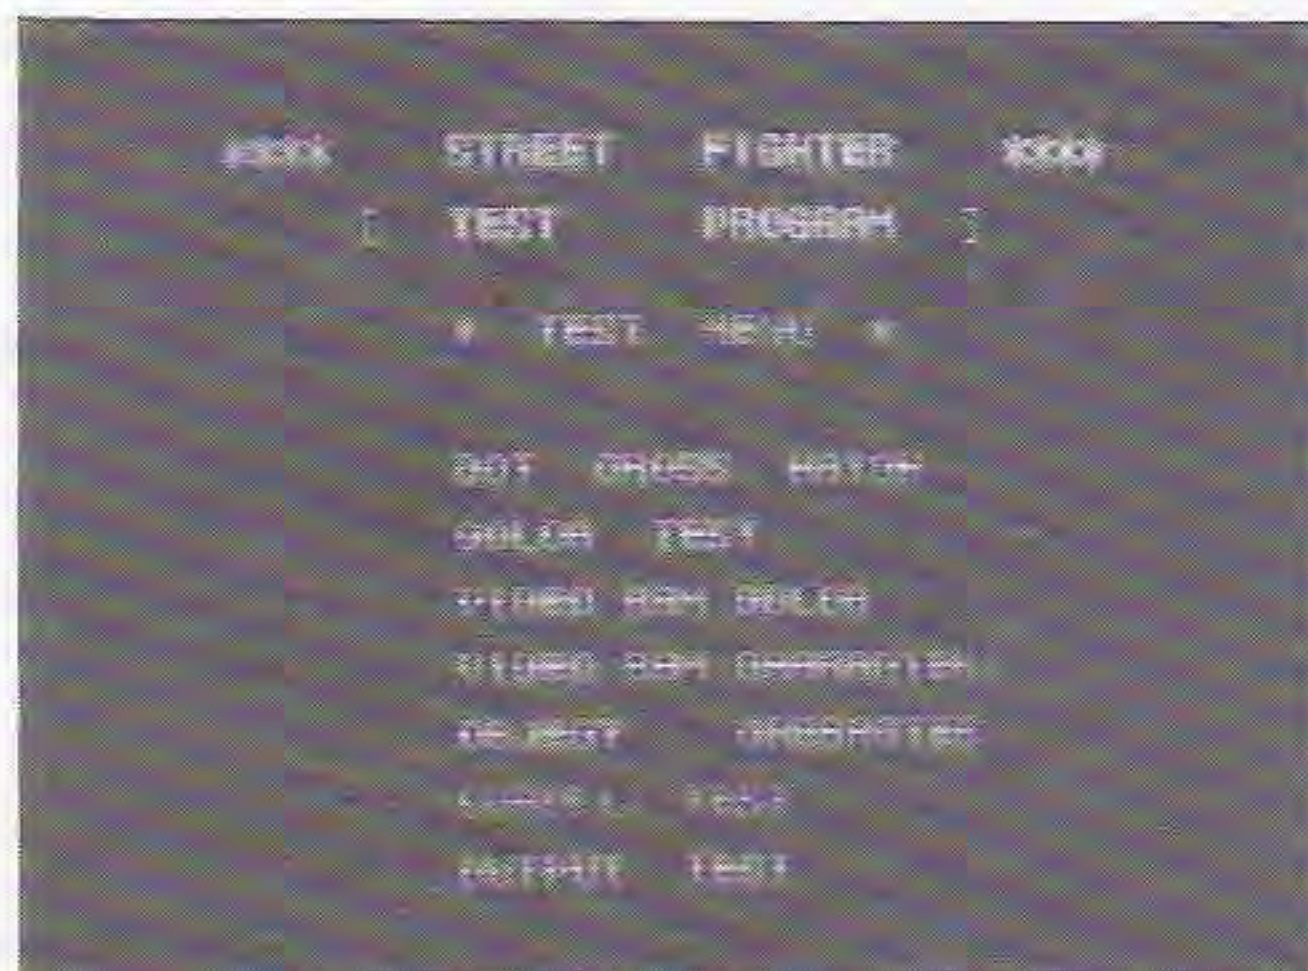 **** STREET FIGHTER ****
[ TEST PROGRAM ]
* TEST MENU *
DOT CROSS HATCH
COLOR TEST
VIDEO RAM COLOR
VIDEO RAM CHARACTER
OBJECT CHARACTER
TEST
OUTPUT TEST